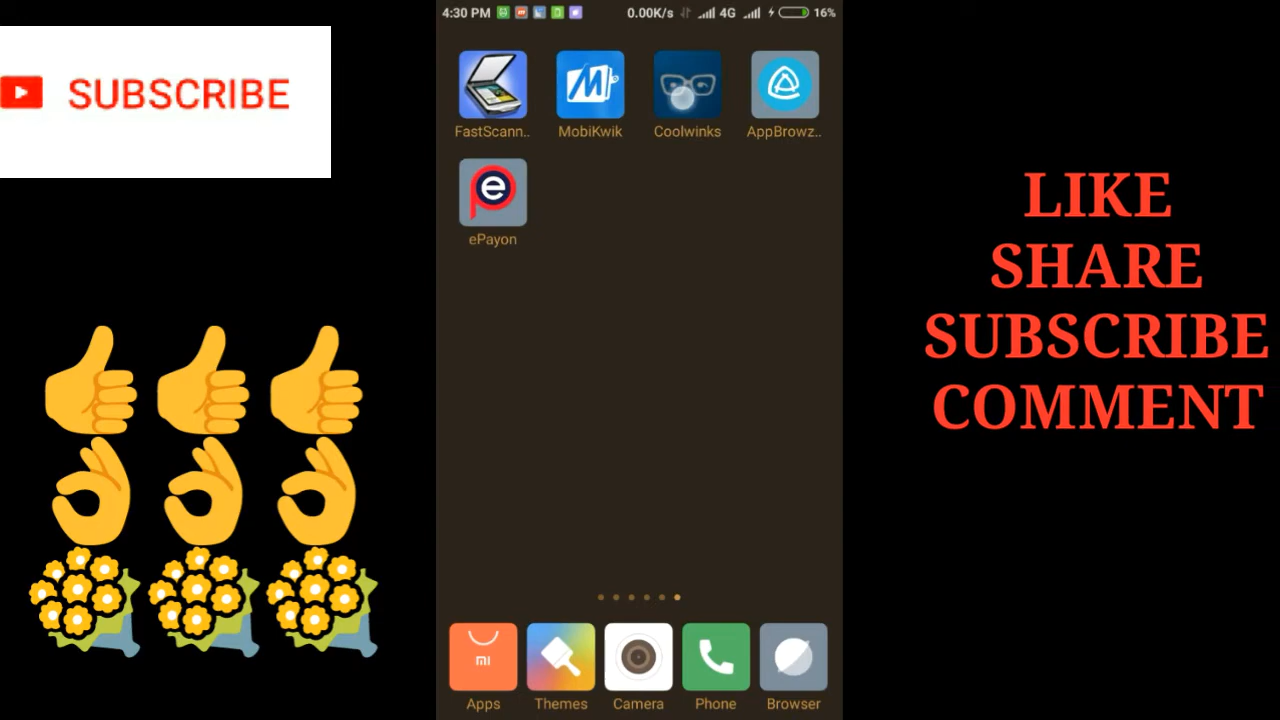 SUBSCRIBE
4:30 PM 0.00K/s 4G 16%
FastScann.. MobiKwik Coolwinks AppBrowz..
ePayon
mi
Apps Themes Camera Phone Browser
LIKE
SHARE
SUBSCRIBE
COMMENT